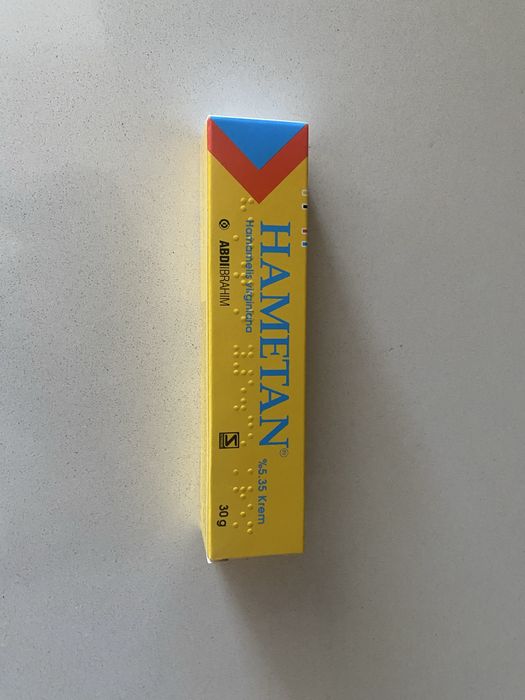 HAMETAN®
%5.35 Krem
Hamamelis virginiana
ABDİİBRAHİM
30 g